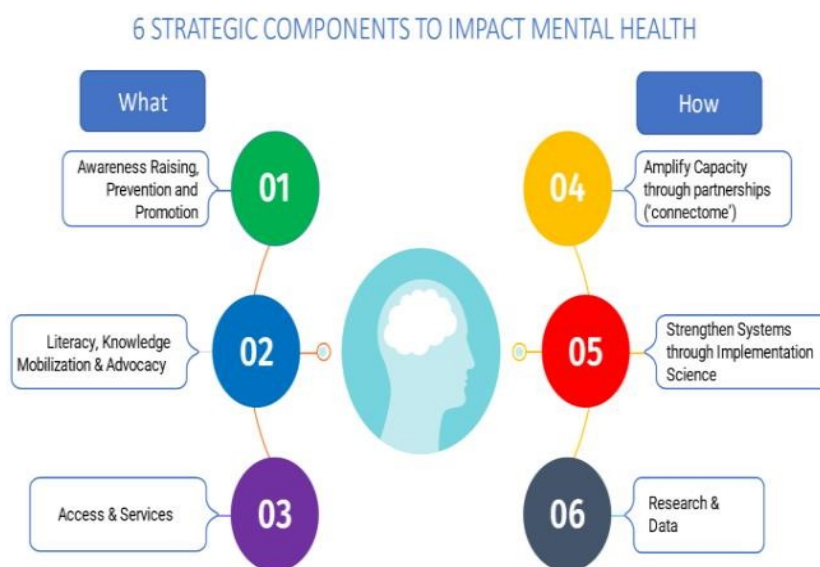 6 STRATEGIC COMPONENTS TO IMPACT MENTAL HEALTH
What
Awareness Raising,
Prevention and
Promotion
01
Literacy, Knowledge
Mobilization & Advocacy
02
Access & Services
03
How
04
Amplify Capacity
through partnerships
('connectome')
05
Strengthen Systems
through Implementation
Science
06
Research &
Data